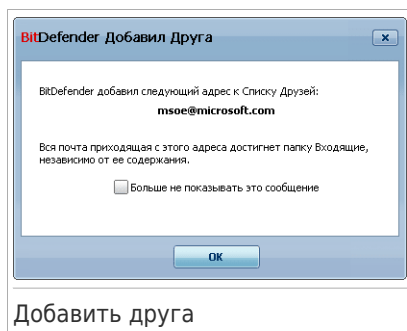 BitDefender Добавил Друга
BitDefender добавил следующий адрес к Списку Друзей:
msoe@microsoft.com
Вся почта приходящая с этого адреса достигнет папку Входящие,
независимо от ее содержания.
Больше не показывать это сообщение
OK
Добавить друга